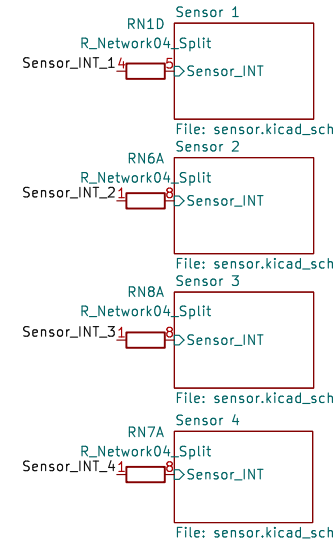 Sensor 1
RN1D
R_Network04_Split
Sensor_INT_1 4 5 Sensor_INT
File: sensor.kicad_sch
Sensor 2
RN6A
R_Network04_Split
Sensor_INT_2 1 8 Sensor_INT
File: sensor.kicad_sch
Sensor 3
RN8A
R_Network04_Split
Sensor_INT_3 1 8 Sensor_INT
File: sensor.kicad_sch
Sensor 4
RN7A
R_Network04_Split
Sensor_INT_4 1 8 Sensor_INT
File: sensor.kicad_sch